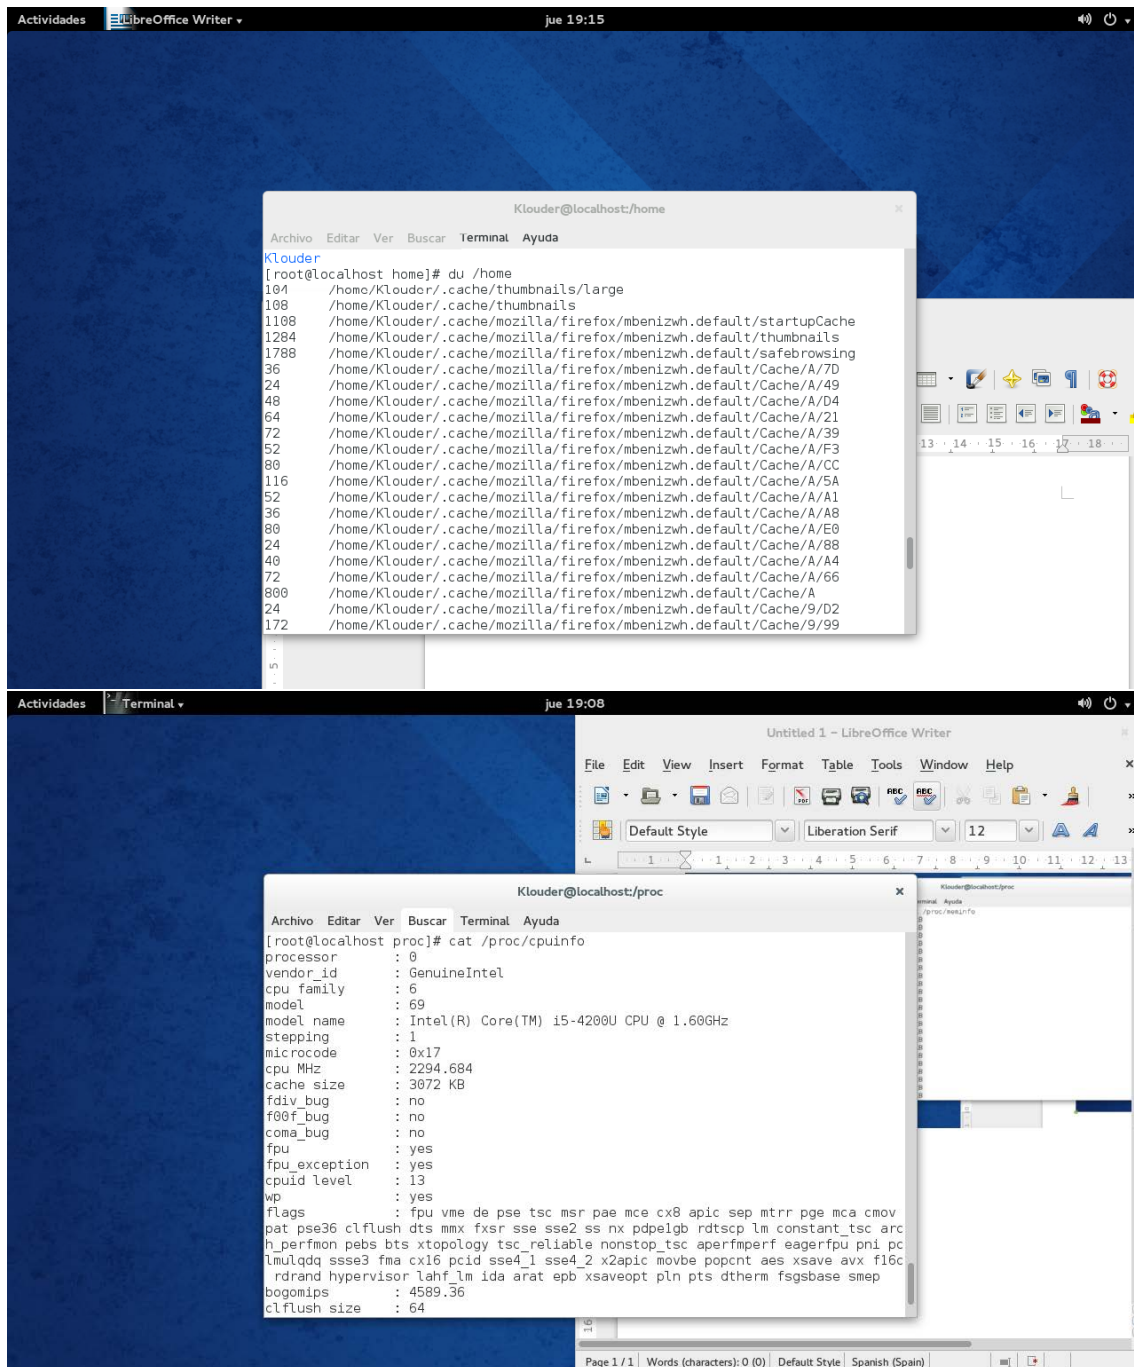 Actividades LibreOffice Writer jue 19:15
Klouder@localhost:/home
Archivo Editar Ver Buscar Terminal Ayuda
Klouder
[root@localhost home]# du /home
104 /home/Klouder/.cache/thumbnails/large
108 /home/Klouder/.cache/thumbnails
1108 /home/Klouder/.cache/mozilla/firefox/mbenizwh.default/startupCache
1284 /home/Klouder/.cache/mozilla/firefox/mbenizwh.default/thumbnails
1788 /home/Klouder/.cache/mozilla/firefox/mbenizwh.default/safebrowsing
36 /home/Klouder/.cache/mozilla/firefox/mbenizwh.default/Cache/A/7D
24 /home/Klouder/.cache/mozilla/firefox/mbenizwh.default/Cache/A/49
48 /home/Klouder/.cache/mozilla/firefox/mbenizwh.default/Cache/A/D4
64 /home/Klouder/.cache/mozilla/firefox/mbenizwh.default/Cache/A/21
72 /home/Klouder/.cache/mozilla/firefox/mbenizwh.default/Cache/A/39
52 /home/Klouder/.cache/mozilla/firefox/mbenizwh.default/Cache/A/F3
80 /home/Klouder/.cache/mozilla/firefox/mbenizwh.default/Cache/A/CC
116 /home/Klouder/.cache/mozilla/firefox/mbenizwh.default/Cache/A/5A
52 /home/Klouder/.cache/mozilla/firefox/mbenizwh.default/Cache/A/A1
36 /home/Klouder/.cache/mozilla/firefox/mbenizwh.default/Cache/A/A8
80 /home/Klouder/.cache/mozilla/firefox/mbenizwh.default/Cache/A/E0
24 /home/Klouder/.cache/mozilla/firefox/mbenizwh.default/Cache/A/88
40 /home/Klouder/.cache/mozilla/firefox/mbenizwh.default/Cache/A/A4
72 /home/Klouder/.cache/mozilla/firefox/mbenizwh.default/Cache/A/66
800 /home/Klouder/.cache/mozilla/firefox/mbenizwh.default/Cache/A
24 /home/Klouder/.cache/mozilla/firefox/mbenizwh.default/Cache/9/D2
172 /home/Klouder/.cache/mozilla/firefox/mbenizwh.default/Cache/9/99
13 14 15 16 17 18
5
Actividades Terminal jue 19:08
Untitled 1 - LibreOffice Writer
File Edit View Insert Format Table Tools Window Help
Default Style Liberation Serif 12
1 1 2 3 4 5 6 7 8 9 10 11 12 13
Klouder@localhost:/proc
Archivo Editar Ver Buscar Terminal Ayuda
[root@localhost proc]# cat /proc/cpuinfo
processor : 0
vendor_id : GenuineIntel
cpu family : 6
model : 69
model name : Intel(R) Core(TM) i5-4200U CPU @ 1.60GHz
stepping : 1
microcode : 0x17
cpu MHz : 2294.684
cache size : 3072 KB
fdiv_bug : no
f00f_bug : no
coma_bug : no
fpu : yes
fpu_exception : yes
cpuid level : 13
wp : yes
flags : fpu vme de pse tsc msr pae mce cx8 apic sep mtrr pge mca cmov
pat pse36 clflush dts mmx fxsr sse sse2 ss nx pdpe1gb rdtscp lm constant_tsc arc
h_perfmon pebs bts xtopology tsc_reliable nonstop_tsc aperfmperf eagerfpu pni pc
lmulqdq ssse3 fma cx16 pcid sse4_1 sse4_2 x2apic movbe popcnt aes xsave avx f16c
rdrand hypervisor lahf_lm ida arat epb xsaveopt pln pts dtherm fsgsbase smep
bogomips : 4589.36
clflush size : 64
Klouder@localhost:/proc
Ayuda
/proc/meminfo
16
Page 1 / 1 Words (characters): 0 (0) Default Style Spanish (Spain)